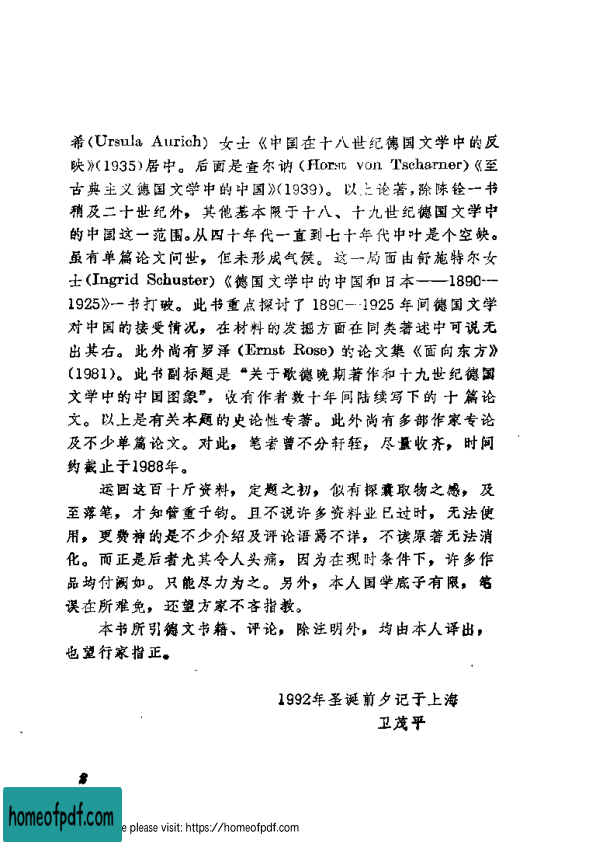 希(Ursula Aurich) 女士《中国在十八世纪德国文学中的反
映》(1935)居中。后面是查尔讷 (Horst von Tscharner)《至
古典主义德国文学中的中国》(1939)。以上论著,除陈铨一书
稍及二十世纪外，其他基本限于十八、十九世纪德国文学中
的中国这一范围。从四十年代一直到七十年代中叶是个空缺。
虽有单篇论文问世，但未形成气候。这一局面由舒施特尔女
士(Ingrid Schuster)《德国文学中的中国和日本——1890—
1925》一书打破。此书重点探讨了1890—1925年间德国文学
对中国的接受情况，在材料的发掘方面在同类著述中可说无
出其右。此外尚有罗泽 (Ernst Rose) 的论文集《面向东方》
(1981)。此书副标题是“关于歌德晚期著作和十九世纪德国
文学中的中国图象”，收有作者数十年间陆续写下的 十 篇论
文。以上是有关本题的史论性专著。此外尚有多部作家专论
及不少单篇论文。对此，笔者曾不分轩轾，尽量收齐，时间
约截止于1988年。
运回这百十斤资料，定题之初，似有探囊取物之感，及
至落笔，才知管重千钧。且不说许多资料业已过时，无法使
用，更费神的是不少介绍及评论语焉不详，不读原著无法消
化。而正是后者尤其令人头痛，因为在现时条件下，许多作
品均付阙如。只能尽力为之。另外，本人国学底子有限，笔
误在所难免，还望方家不吝指教。
本书所引德文书籍、评论，除注明外，均由本人译出，
也望行家指正。
1992年圣诞前夕记于上海
卫茂平
2
homeofpdf.com
e please visit: https://homeofpdf.com